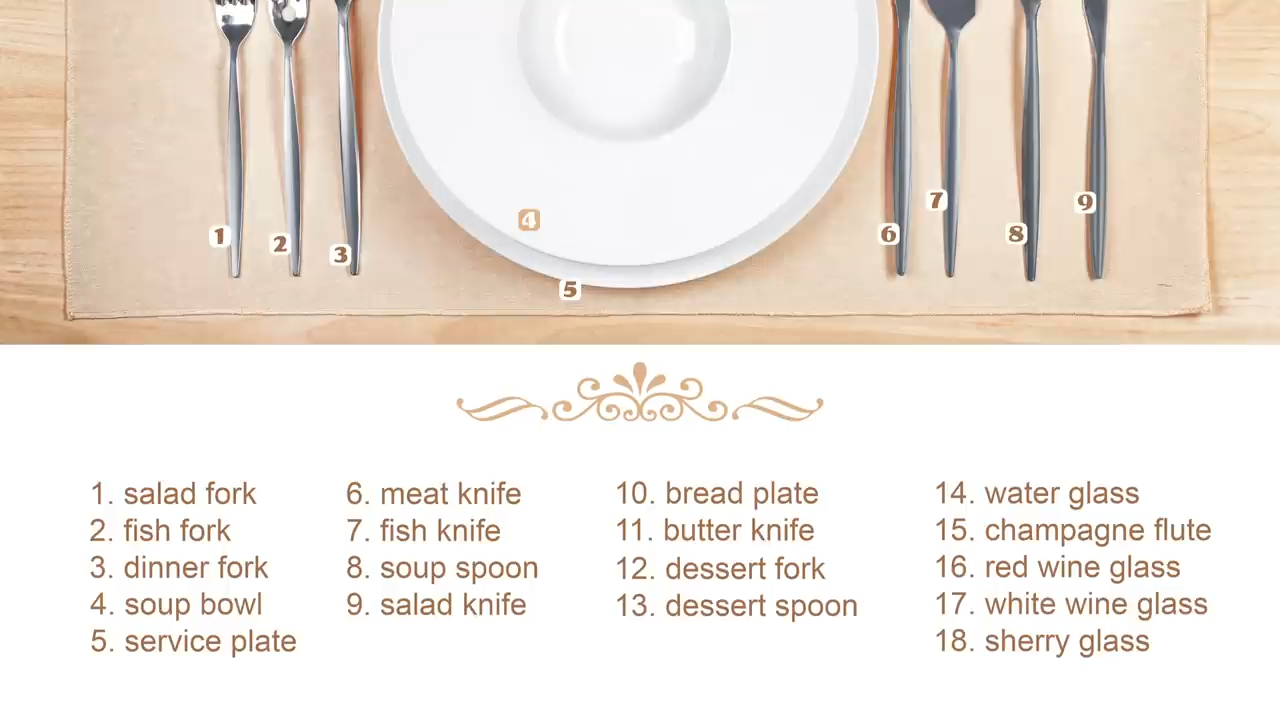 1
2
3
4
5
6
7
8
9
1. salad fork
2. fish fork
3. dinner fork
4. soup bowl
5. service plate
6. meat knife
7. fish knife
8. soup spoon
9. salad knife
10. bread plate
11. butter knife
12. dessert fork
13. dessert spoon
14. water glass
15. champagne flute
16. red wine glass
17. white wine glass
18. sherry glass